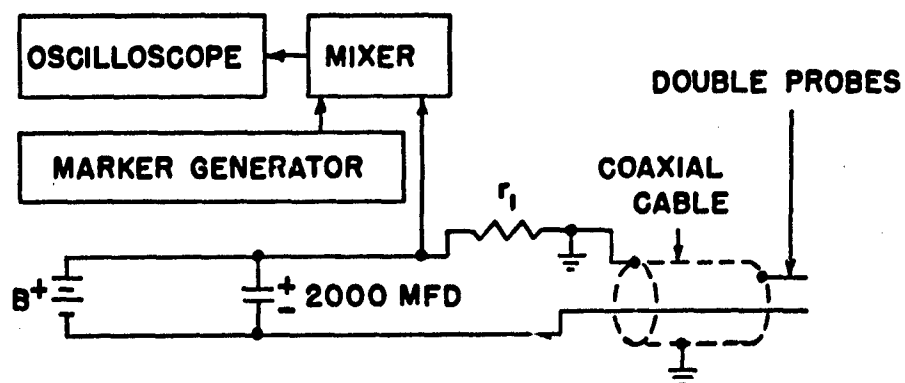 OSCILLOSCOPE
MIXER
DOUBLE PROBES
MARKER GENERATOR
COAXIAL
CABLE
r₁
B+
+
-
2000 MFD